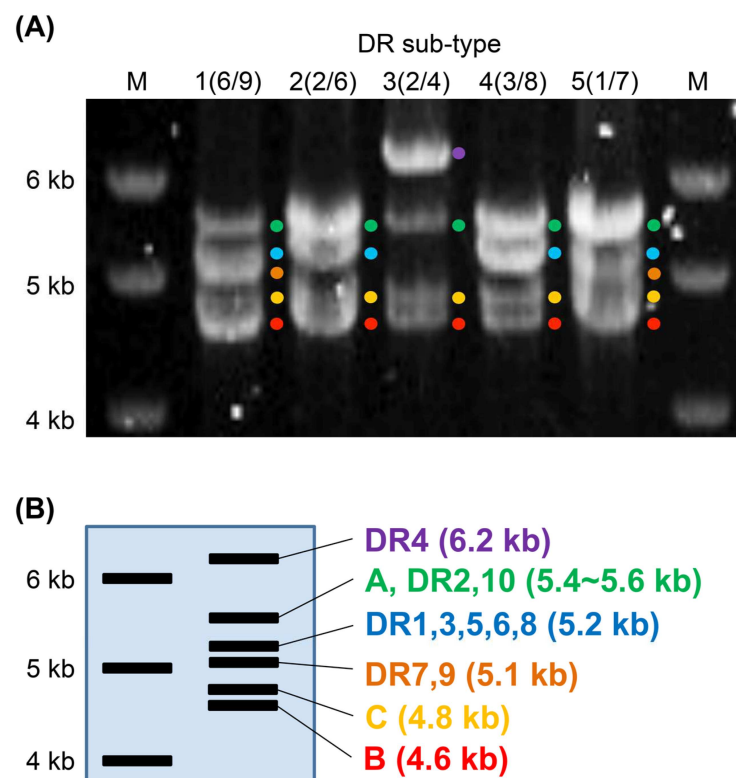 (A)
DR sub-type
M 1(6/9) 2(2/6) 3(2/4) 4(3/8) 5(1/7) M
6 kb
5 kb
4 kb
(B)
DR4 (6.2 kb)
6 kb
A, DR2,10 (5.4~5.6 kb)
DR1,3,5,6,8 (5.2 kb)
5 kb
DR7,9 (5.1 kb)
C (4.8 kb)
4 kb
B (4.6 kb)